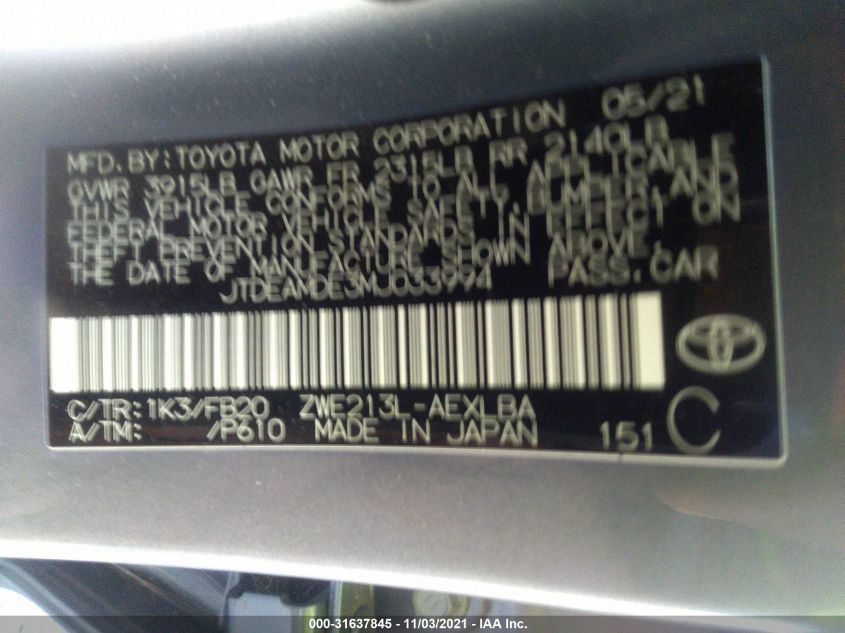 MFD. BY: TOYOTA MOTOR CORPORATION 05/21
GVWR 3915LB GAWR FR 2315LB RR 2140LB
THIS VEHICLE CONFORMS TO ALL APPLICABLE
FEDERAL MOTOR VEHICLE SAFETY, BUMPER, AND
THEFT PREVENTION STANDARDS IN EFFECT ON
THE DATE OF MANUFACTURE SHOWN ABOVE.
JTDEAMDE3MJ033994 PASS. CAR
C/TR: 1K3/FB20 ZWE213L-AEXLBA
A/TM: /P610 MADE IN JAPAN 151 C
000-31637845 - 11/03/2021 - IAA Inc.